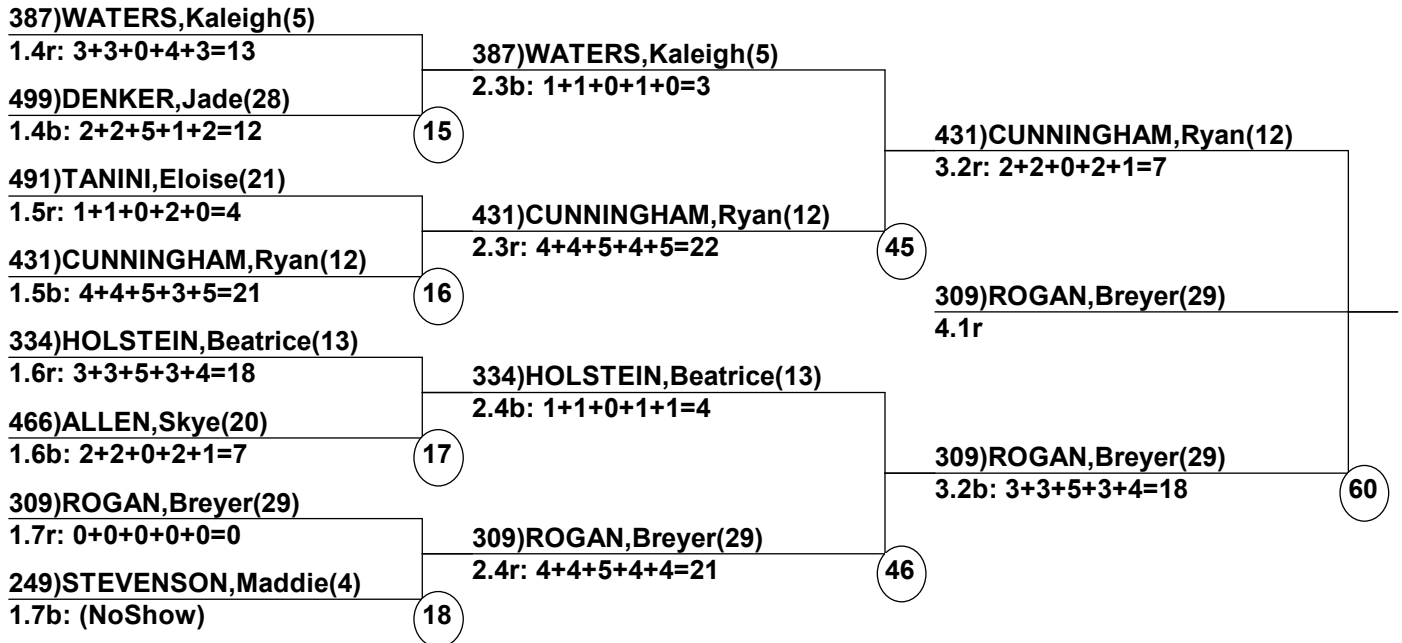 387)WATERS,Kaleigh(5)
1.4r: 3+3+0+4+3=13
499)DENKER,Jade(28)
1.4b: 2+2+5+1+2=12
15
491)TANINI,Eloise(21)
1.5r: 1+1+0+2+0=4
431)CUNNINGHAM,Ryan(12)
1.5b: 4+4+5+3+5=21
16
334)HOLSTEIN,Beatrice(13)
1.6r: 3+3+5+3+4=18
466)ALLEN,Skye(20)
1.6b: 2+2+0+2+1=7
17
309)ROGAN,Breyer(29)
1.7r: 0+0+0+0+0=0
249)STEVENSON,Maddie(4)
1.7b: (NoShow)
18
387)WATERS,Kaleigh(5)
2.3b: 1+1+0+1+0=3
431)CUNNINGHAM,Ryan(12)
2.3r: 4+4+5+4+5=22
45
334)HOLSTEIN,Beatrice(13)
2.4b: 1+1+0+1+1=4
309)ROGAN,Breyer(29)
2.4r: 4+4+5+4+4=21
46
431)CUNNINGHAM,Ryan(12)
3.2r: 2+2+0+2+1=7
309)ROGAN,Breyer(29)
4.1r
309)ROGAN,Breyer(29)
3.2b: 3+3+5+3+4=18
60